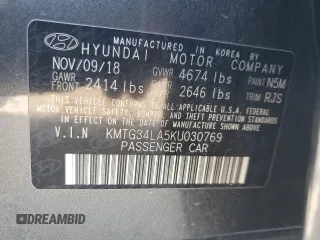 MANUFACTURED IN KOREA BY
HYUNDAI MOTOR COMPANY
NOV/09/18 GVWR 4674 lbs PAINT N5M
GAWR 2414 lbs 2646 lbs TRIM RJS
THIS VEHICLE CONFORMS TO ALL APPLICABLE U.S.A. FEDERAL
MOTOR VEHICLE SAFETY, BUMPER, AND THEFT PREVENTION
STANDARDS IN EFFECT ON THE DATE OF MANUFACTURE SHOWN ABOVE.
V.I.N KMTG34LA5KU030769
PASSENGER CAR
© DREAMBID